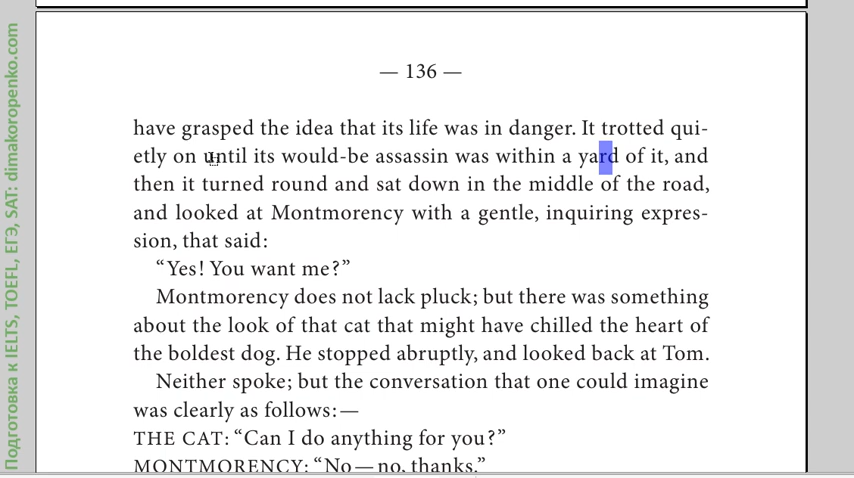 — 136 —
have grasped the idea that its life was in danger. It trotted qui-
etly on until its would-be assassin was within a yard of it, and
then it turned round and sat down in the middle of the road,
and looked at Montmorency with a gentle, inquiring expres-
sion, that said:
“Yes! You want me?”
Montmorency does not lack pluck; but there was something
about the look of that cat that might have chilled the heart of
the boldest dog. He stopped abruptly, and looked back at Tom.
Neither spoke; but the conversation that one could imagine
was clearly as follows:—
THE CAT: “Can I do anything for you?”
MONTMORENCY: “No—no, thanks.”
Подготовка к IELTS, TOEFL, ЕГЭ, SAT: dimakoropenko.com